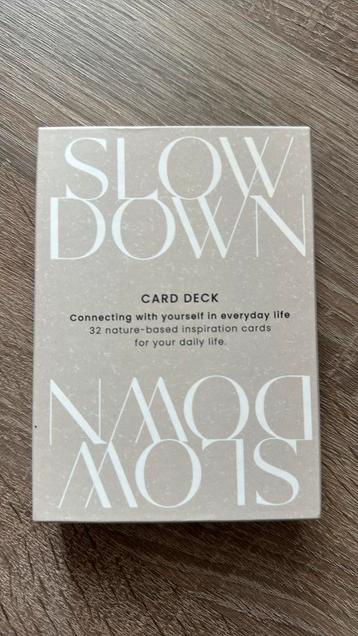 SLOW
DOWN
CARD DECK
Connecting with yourself in everyday life
32 nature-based inspiration cards
for your daily life.
DOWN
SLOW